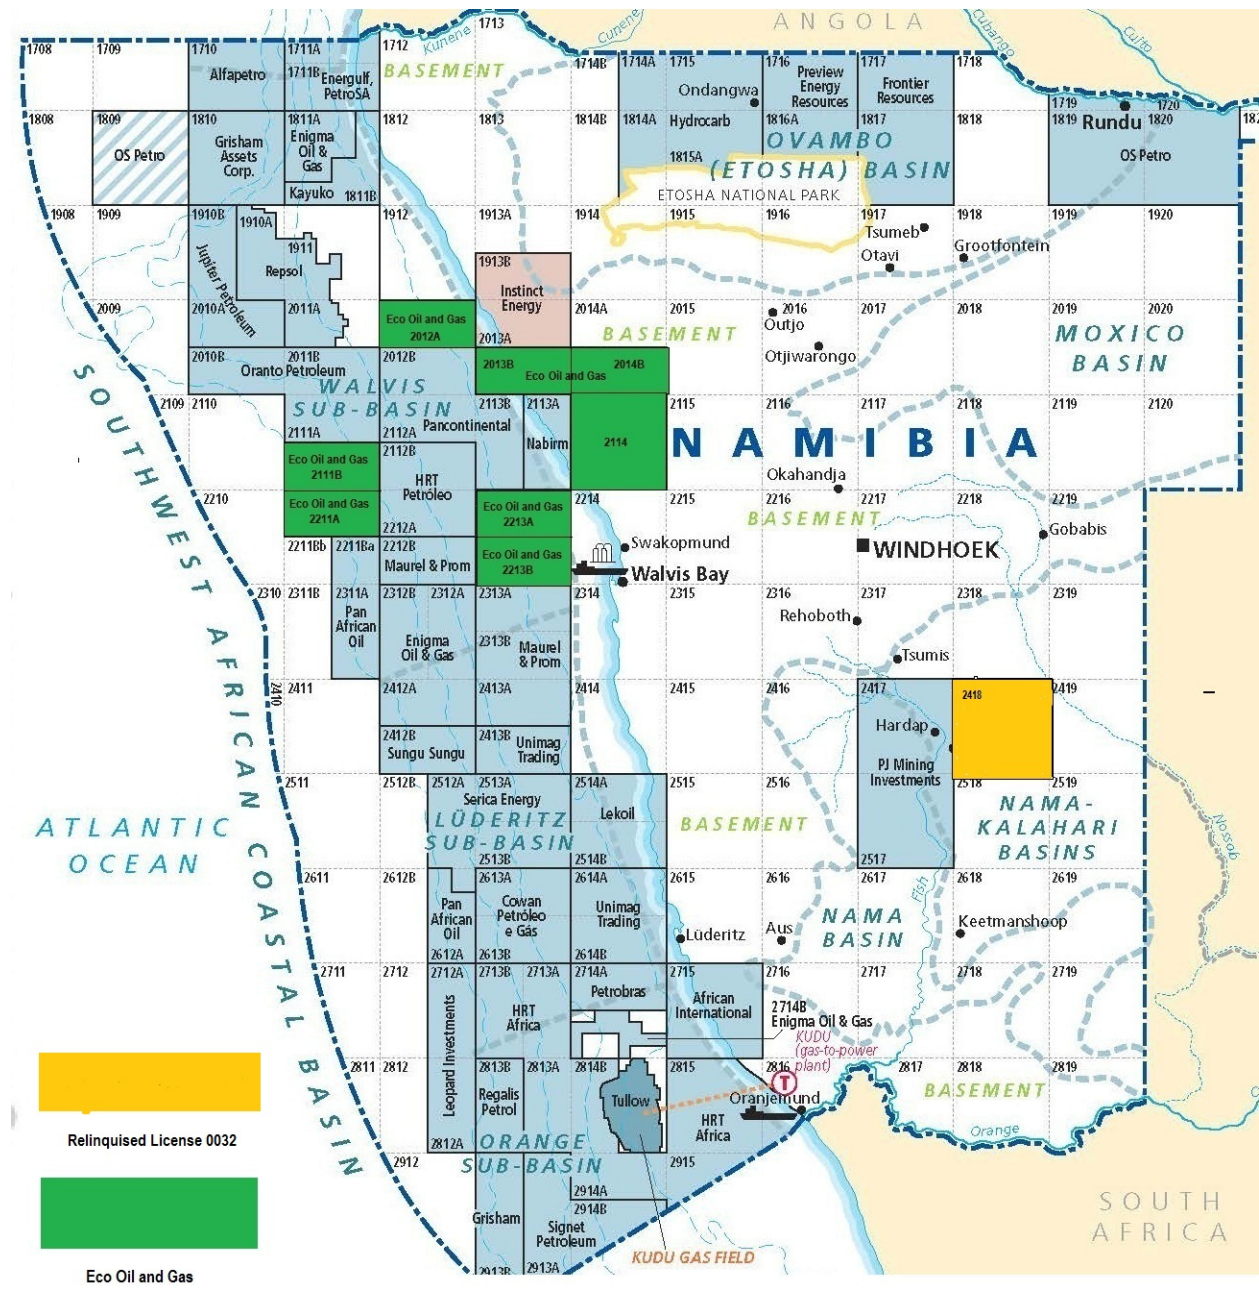 1713
ANGOLA
Cunene
Cubango
Cuito
Kunene
1708
1709
1710
1711A
1712
BASEMENT
1714B
1714A
1715
1716
1717
1718
Alfapetro
1711B
Energulf,
PetroSA
Ondangwa
Preview
Energy
Resources
Frontier
Resources
1719
1720
Rundu
1808
1809
1810
1811A
1812
1813
1814B
1814A
Hydrocarb
1816A
1817
1818
1819
1820
OS Petro
Grisham
Assets
Corp.
Enigma
Oil &
Gas
Kayuko
1811B
1815A
OVAMBO
(ETOSHA) BASIN
ETOSHA NATIONAL PARK
OS Petro
1908
1909
1910B
1910A
1911
1912
1913A
1914
1915
1916
1917
1918
1919
1920
Tsumeb
Otavi
Grootfontein
Jupiter Petroleum
Repsol
1913B
Instinct
Energy
2009
2010A
2011A
Eco Oil and Gas
2012A
2013A
2014A
2015
2016
2017
2018
2019
2020
BASEMENT
Outjo
Otjiwarongo
MOXICO
BASIN
2010B
2011B
2012B
Oranto Petroleum
2013B
2014B
Eco Oil and Gas
WALVIS
SUB-BASIN
2109
2110
2111A
2112A
2113B
2113A
Pancontinental
Nabirm
2114
2115
2116
2117
2118
2119
2120
NAMIBIA
Eco Oil and Gas
2111B
2112B
HRT
Petróleo
Okahandja
2210
Eco Oil and Gas
2211A
2212A
Eco Oil and Gas
2213A
2214
2215
2216
2217
2218
2219
BASEMENT
Gobabis
2211Bb
2211Ba
2212B
Maurel & Prom
Eco Oil and Gas
2213B
Swakopmund
Walvis Bay
WINDHOEK
2310
2311B
2311A
2312B
2312A
2313A
2314
2315
2316
2317
2318
2319
Pan
African
Oil
Enigma
Oil & Gas
2313B
Maurel
& Prom
Rehoboth
Tsumis
2410
2411
2412A
2413A
2414
2415
2416
2417
2418
2419
Hardap
PJ Mining
Investments
2412B
Sungu Sungu
2413B
Unimag
Trading
2511
2512B
2512A
2513A
2514A
2515
2516
2518
2519
Serica Energy
LÜDERITZ
SUB-BASIN
Lekoil
BASEMENT
NAMA-
KALAHARI
BASINS
2513B
2514B
2517
Nossob
ATLANTIC
OCEAN
SOUTHWEST AFRICAN COASTAL BASIN
2611
2612B
2613A
2614A
2615
2616
2617
2618
2619
Fish
Pan
African
Oil
Cowan
Petróleo
e Gás
Unimag
Trading
Lüderitz
Aus
NAMA
BASIN
Keetmanshoop
2612A
2613B
2614B
2711
2712
2712A
2713B
2713A
2714A
2715
2716
2717
2718
2719
Leopard Investments
HRT
Africa
Petrobras
African
International
2714B
Enigma Oil & Gas
KUDU
(gas-to-power
plant)
2811
2812
2813B
2813A
2814B
2815
2816
2817
2818
2819
T
Regalis
Petrol
Tullow
Oranjemund
HRT
Africa
BASEMENT
Orange
2812A
ORANGE
SUB-BASIN
2912
2915
2914A
2914B
Grisham
Signet
Petroleum
2913B
2913A
KUDU GAS FIELD
SOUTH
AFRICA
Relinquised License 0032
Eco Oil and Gas